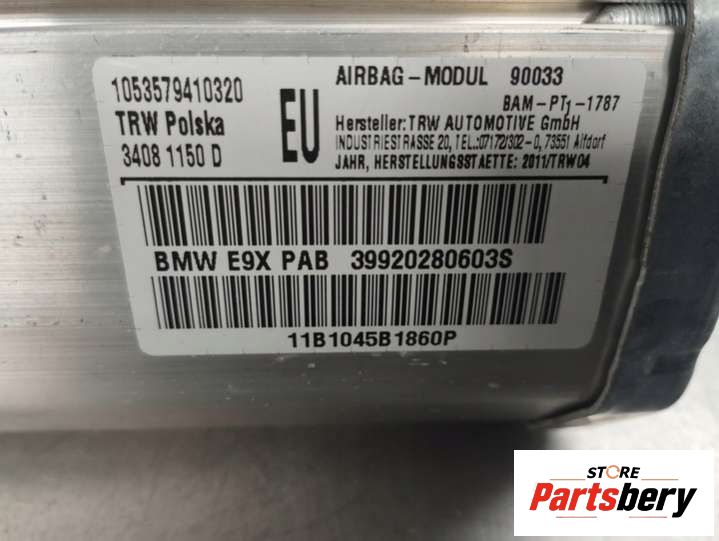 1053579410320
TRW Polska
3408 1150 D
EU
AIRBAG-MODUL 90033
BAM-PT1-1787
Hersteller: TRW AUTOMOTIVE GmbH
INDUSTRIESTRASSE 20, TEL.:07172/302-0, 73551 Alfdorf
JAHR, HERSTELLUNGSSTAETTE: 2011/TRW04
BMW E9X PAB 39920280603S
11B1045B1860P
STORE
Partsbery